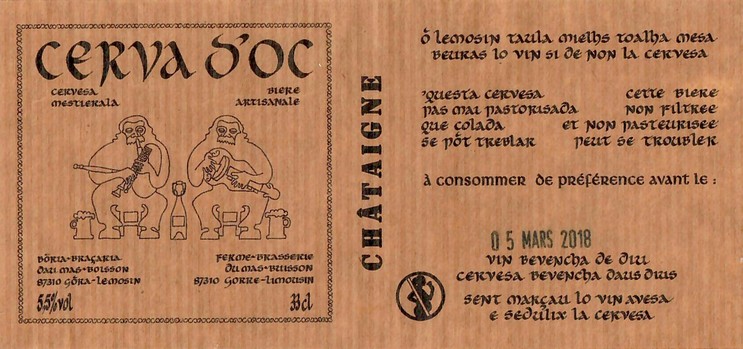 CERVA D'OC
CERVESA
MESTIERALA
BIERE
ARTISANALE
BÒRIA-BRAÇARIA
DAU MAS-BUISSON
87310 GÒRA-LEMOSIN
5,5% vol
FERME-BRASSERIE
DU MAS-BUISSON
87310 GORRE-LIMOUSIN
33 cl
CHÂTAIGNE
Ô LEMOSIN TAULA MIELHS TOALHA MESA
BEURAS LO VIN SI DE NON LA CERVESA
'QUESTA CERVESA CETTE BIERE
PAS MAI PASTORISADA NON FILTREE
QUE COLADA ET NON PASTEURISEE
SE PÒT TREBLAR PEUT SE TROUBLER
À CONSOMMER DE PRÉFÉRENCE AVANT LE :
05 MARS 2018
VIN BEVENCHA DE DIU
CERVESA BEVENCHA DAUS DIUS
SENT MARÇAU LO VIN AVESA
E SEDULIX LA CERVESA